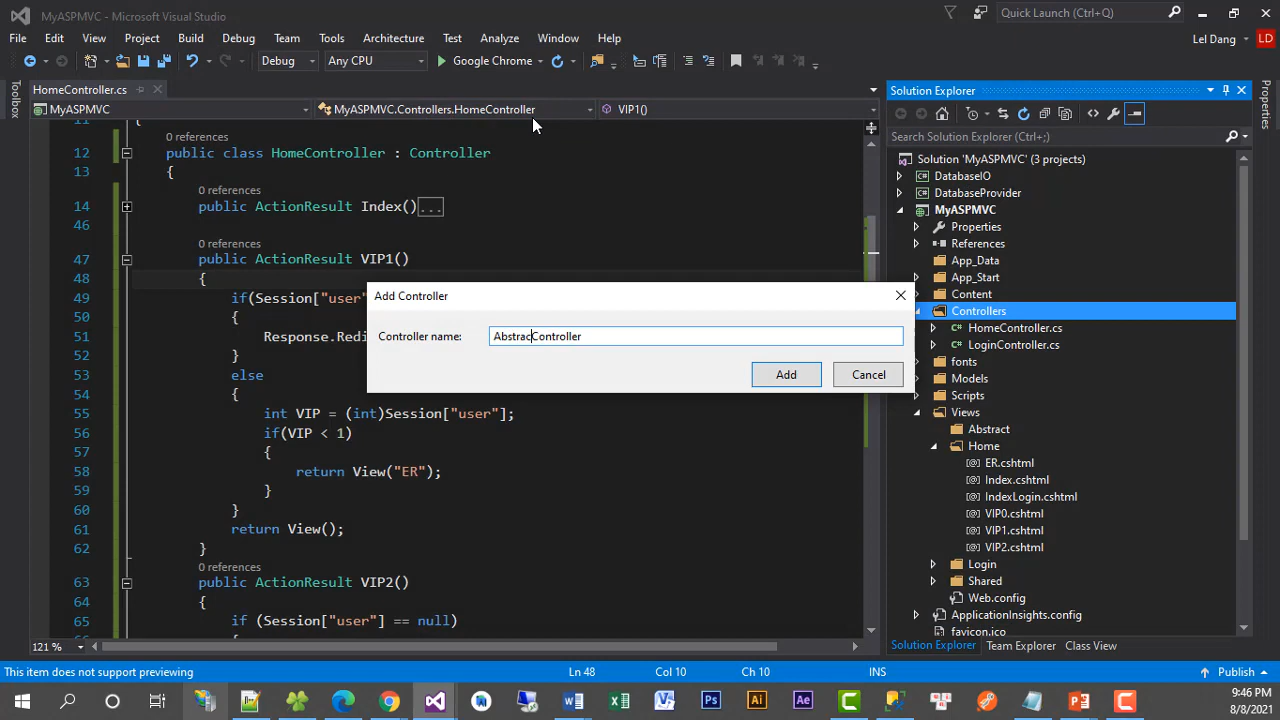 MyASPMVC - Microsoft Visual Studio
Quick Launch (Ctrl+Q)
File Edit View Project Build Debug Team Tools Architecture Test Analyze Window Help
Lel Dang LD
Debug Any CPU Google Chrome
Toolbox
HomeController.cs
MyASPMVC MyASPMVC.Controllers.HomeController VIP1()
11 {
0 references
12 public class HomeController : Controller
13 {
0 references
14 public ActionResult Index()...
46
0 references
47 public ActionResult VIP1()
48 {
49 if(Session["user"
50 {
51 Response.Redi
52 }
53 else
54 {
55 int VIP = (int)Session["user"];
56 if(VIP < 1)
57 {
58 return View("ER");
59 }
60 }
61 return View();
62 }
0 references
63 public ActionResult VIP2()
64 {
65 if (Session["user"] == null)
66 {
121 %
Add Controller
Controller name: AbstracController
Add Cancel
Solution Explorer
Search Solution Explorer (Ctrl+;)
Solution 'MyASPMVC' (3 projects)
DatabaseIO
DatabaseProvider
MyASPMVC
Properties
References
App_Data
App_Start
Content
Controllers
HomeController.cs
LoginController.cs
fonts
Models
Scripts
Views
Abstract
Home
ER.cshtml
Index.cshtml
IndexLogin.cshtml
VIP0.cshtml
VIP1.cshtml
VIP2.cshtml
Login
Shared
Web.config
ApplicationInsights.config
favicon.ico
Solution Explorer Team Explorer Class View
Properties
This item does not support previewing Ln 48 Col 10 Ch 10 INS Publish
9:46 PM
8/8/2021